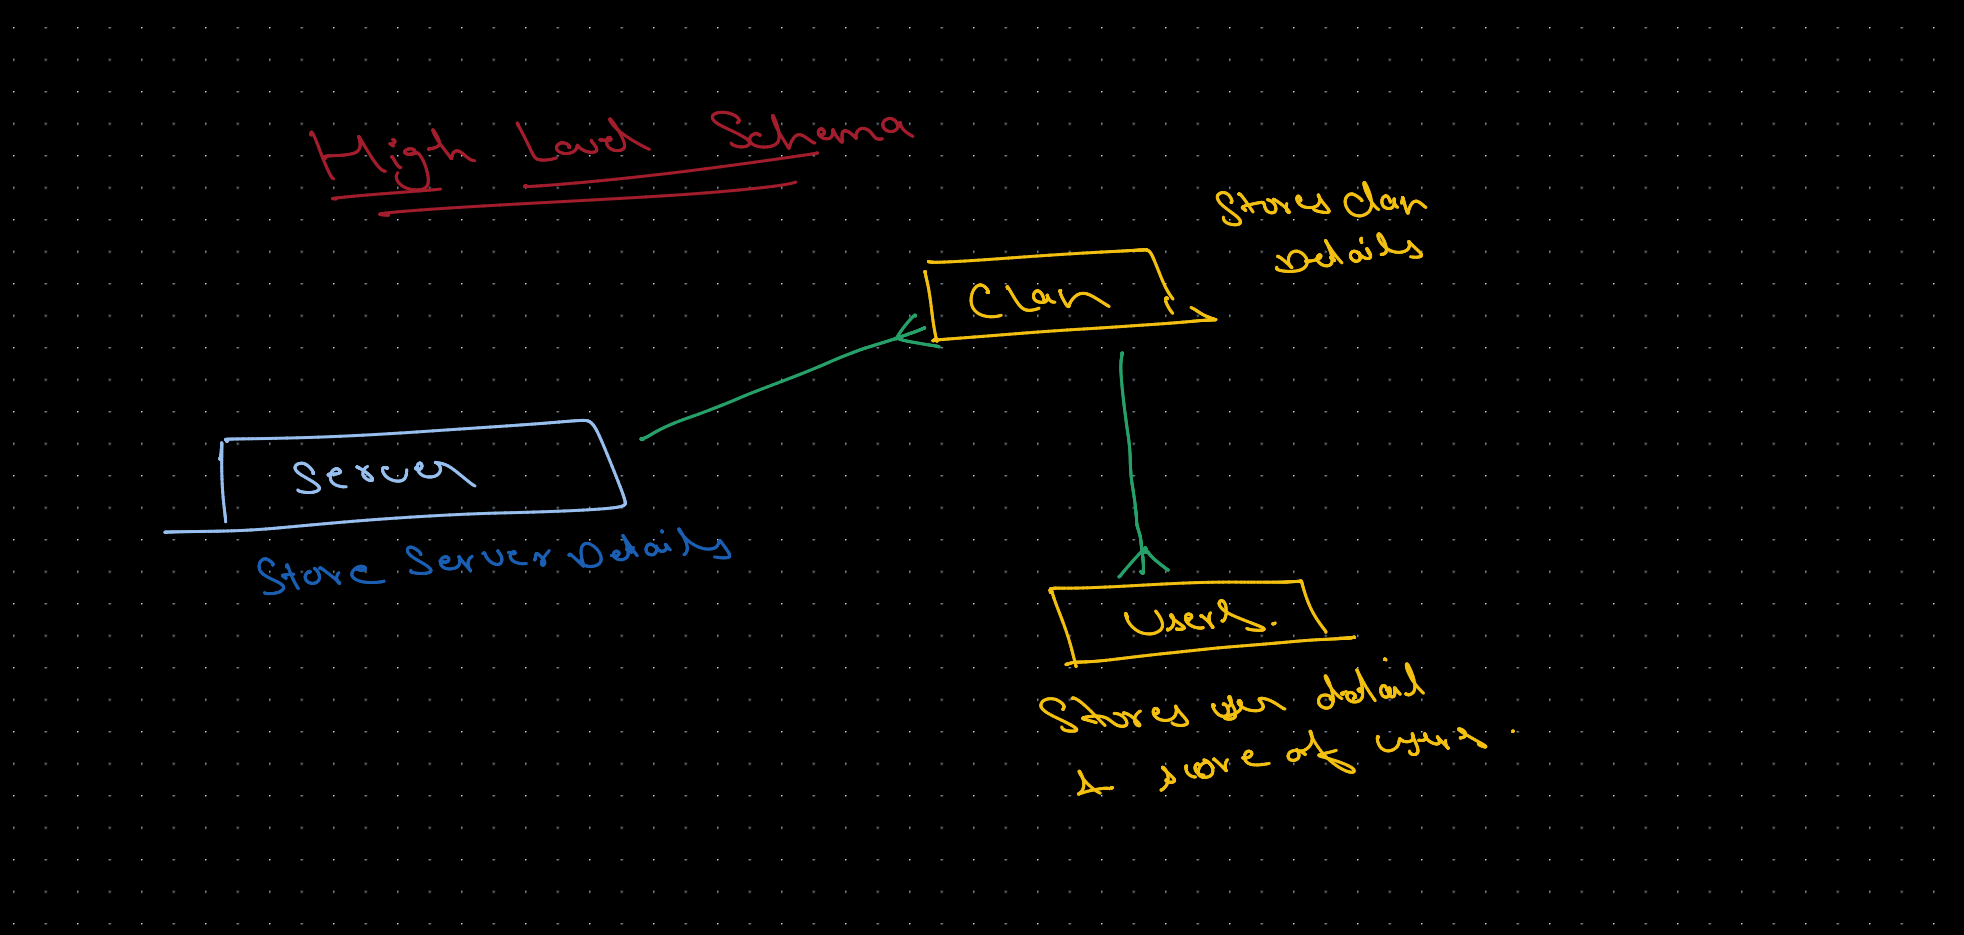 High Level Schema
Stores Clan
Details
Clan
Server
Store Server Details
Users.
Stores user detail
& score of users.